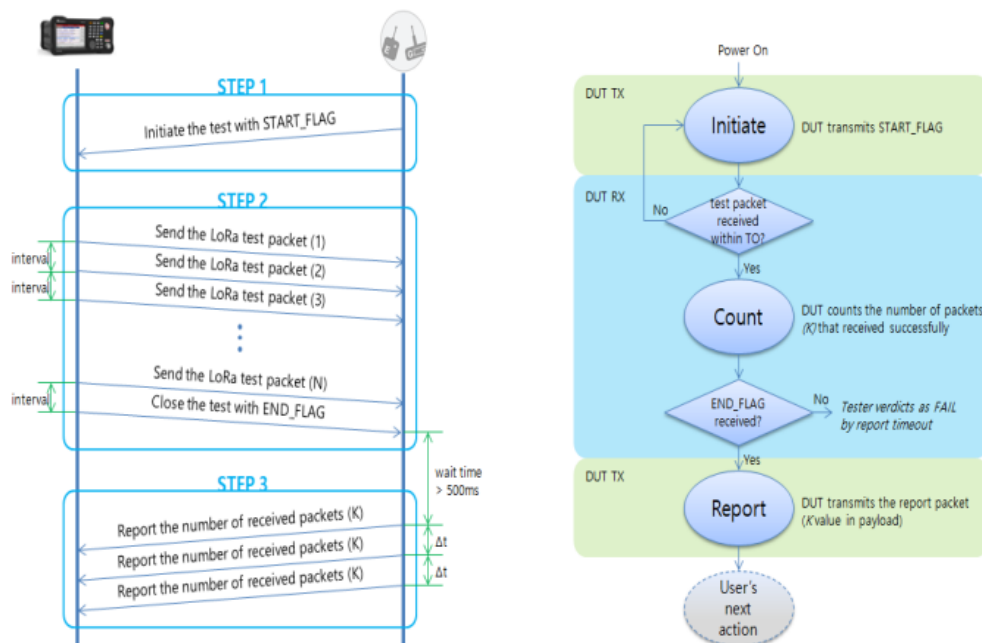 STEP 1
Initiate the test with START_FLAG
STEP 2
Send the LoRa test packet (1)
interval
Send the LoRa test packet (2)
interval
Send the LoRa test packet (3)
Send the LoRa test packet (N)
interval
Close the test with END_FLAG
wait time
> 500ms
STEP 3
Report the number of received packets (K)
Δt
Report the number of received packets (K)
Δt
Report the number of received packets (K)
Power On
DUT TX
Initiate
DUT transmits START_FLAG
DUT RX
No
test packet
received
within TO?
Yes
Count
DUT counts the number of packets
(K) that received successfully
END_FLAG
received?
No
Tester verdicts as FAIL
by report timeout
Yes
DUT TX
Report
DUT transmits the report packet
(K value in payload)
User's
next
action